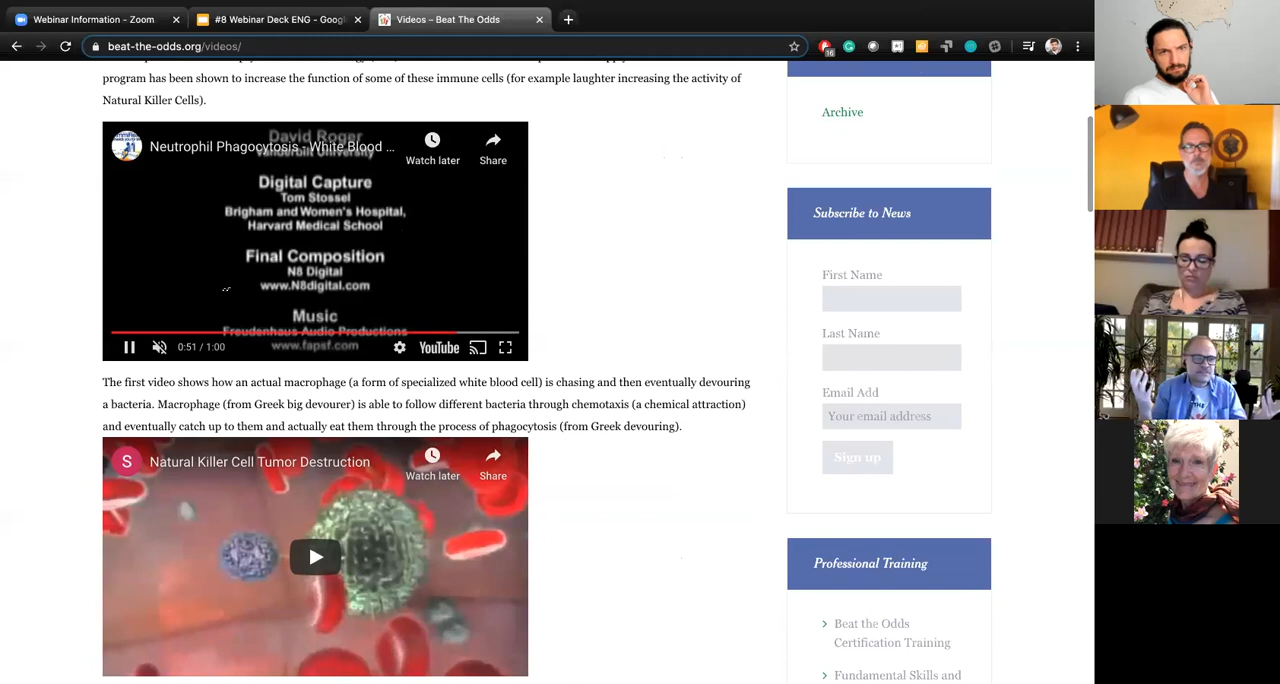 Webinar Information - Zoom
#8 Webinar Deck ENG - Goog
Videos – Beat The Odds
beat-the-odds.org/videos/
16
program has been shown to increase the function of some of these immune cells (for example laughter increasing the activity of
Natural Killer Cells).
Neutrophil Phagocytosis - White Blood ...
Watch later
Share
David Roger
Vanderbilt University
Digital Capture
Tom Stossel
Brigham and Women's Hospital,
Harvard Medical School
Final Composition
N8 Digital
www.N8digital.com
Music
Freudenhaus Audio Productions
www.fapsf.com
0:51 / 1:00
YouTube
The first video shows how an actual macrophage (a form of specialized white blood cell) is chasing and then eventually devouring
a bacteria. Macrophage (from Greek big devourer) is able to follow different bacteria through chemotaxis (a chemical attraction)
and eventually catch up to them and actually eat them through the process of phagocytosis (from Greek devouring).
S
Natural Killer Cell Tumor Destruction
Watch later
Share
Archive
Subscribe to News
First Name
Last Name
Email Add
Your email address
Sign up
Professional Training
Beat the Odds
Certification Training
Fundamental Skills and